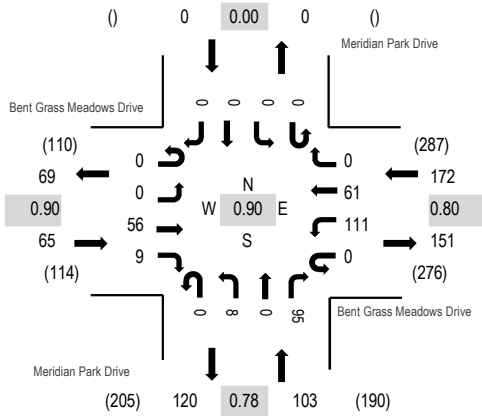 () 0 0.00 0 ()
Meridian Park Drive
Bent Grass Meadows Drive
0 0 0 0
(110) (287)
69 0 0 172
0 N 61
0.90 W 0.90 E 0.80
56 111
65 S 151
9 0
(114) (276)
0 8 0 95
Bent Grass Meadows Drive
Meridian Park Drive
(205) 120 0.78 103 (190)